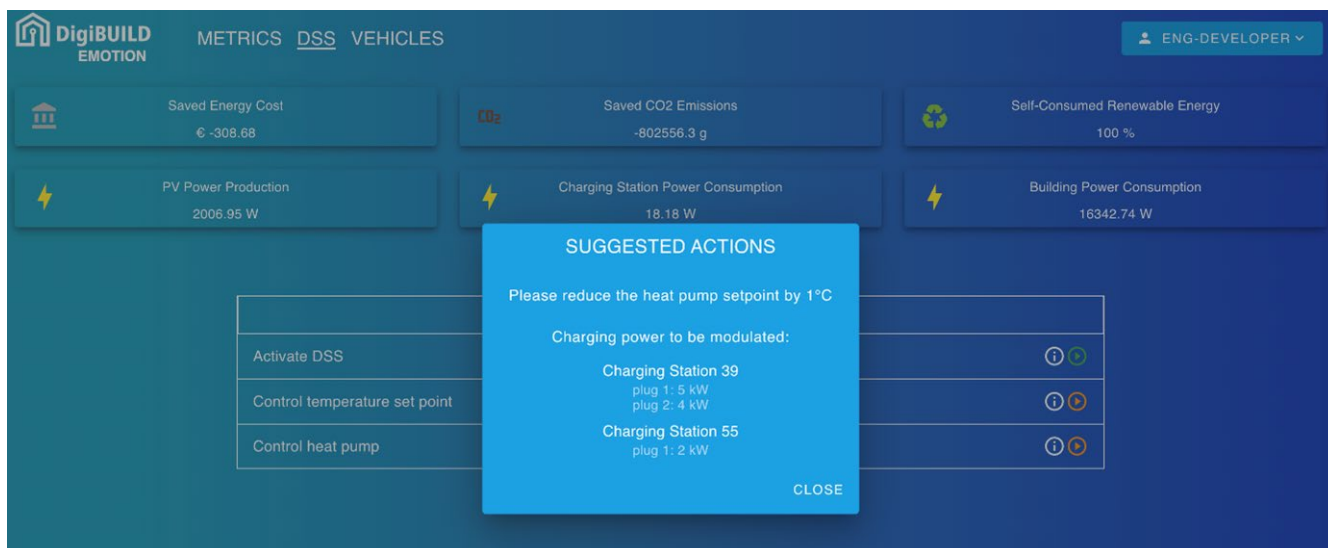 DigiBUILD
EMOTION
METRICS DSS VEHICLES
ENG-DEVELOPER
Saved Energy Cost
€ -308.68
CO2
Saved CO2 Emissions
-802556.3 g
Self-Consumed Renewable Energy
100 %
PV Power Production
2006.95 W
Charging Station Power Consumption
18.18 W
Building Power Consumption
16342.74 W
SUGGESTED ACTIONS
Please reduce the heat pump setpoint by 1°C
Charging power to be modulated:
Charging Station 39
plug 1: 5 kW
plug 2: 4 kW
Charging Station 55
plug 1: 2 kW
CLOSE
Activate DSS
Control temperature set point
Control heat pump